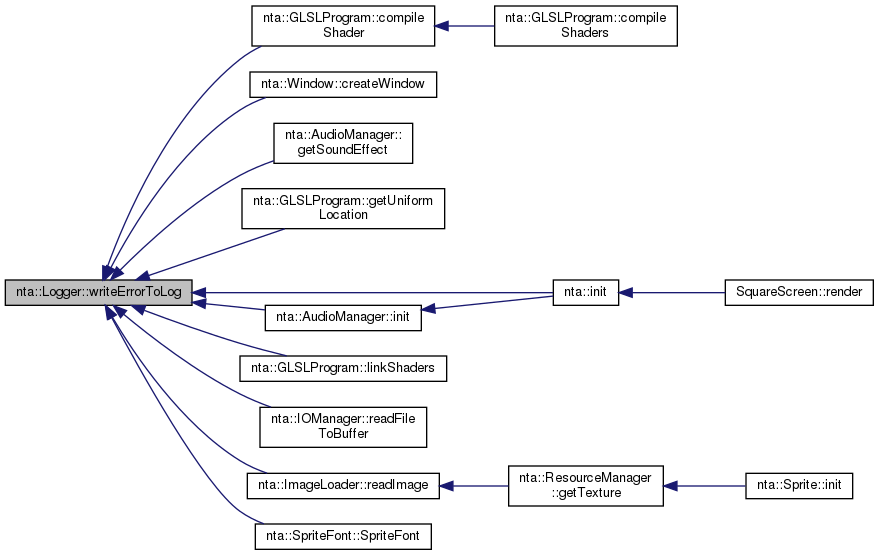 nta::GLSLProgram::compile
Shader
nta::GLSLProgram::compile
Shaders
nta::Window::createWindow
nta::AudioManager::
getSoundEffect
nta::GLSLProgram::getUniform
Location
nta::Logger::writeErrorToLog
nta::init
SquareScreen::render
nta::AudioManager::init
nta::GLSLProgram::linkShaders
nta::IOManager::readFile
ToBuffer
nta::ImageLoader::readImage
nta::ResourceManager
::getTexture
nta::Sprite::init
nta::SpriteFont::SpriteFont